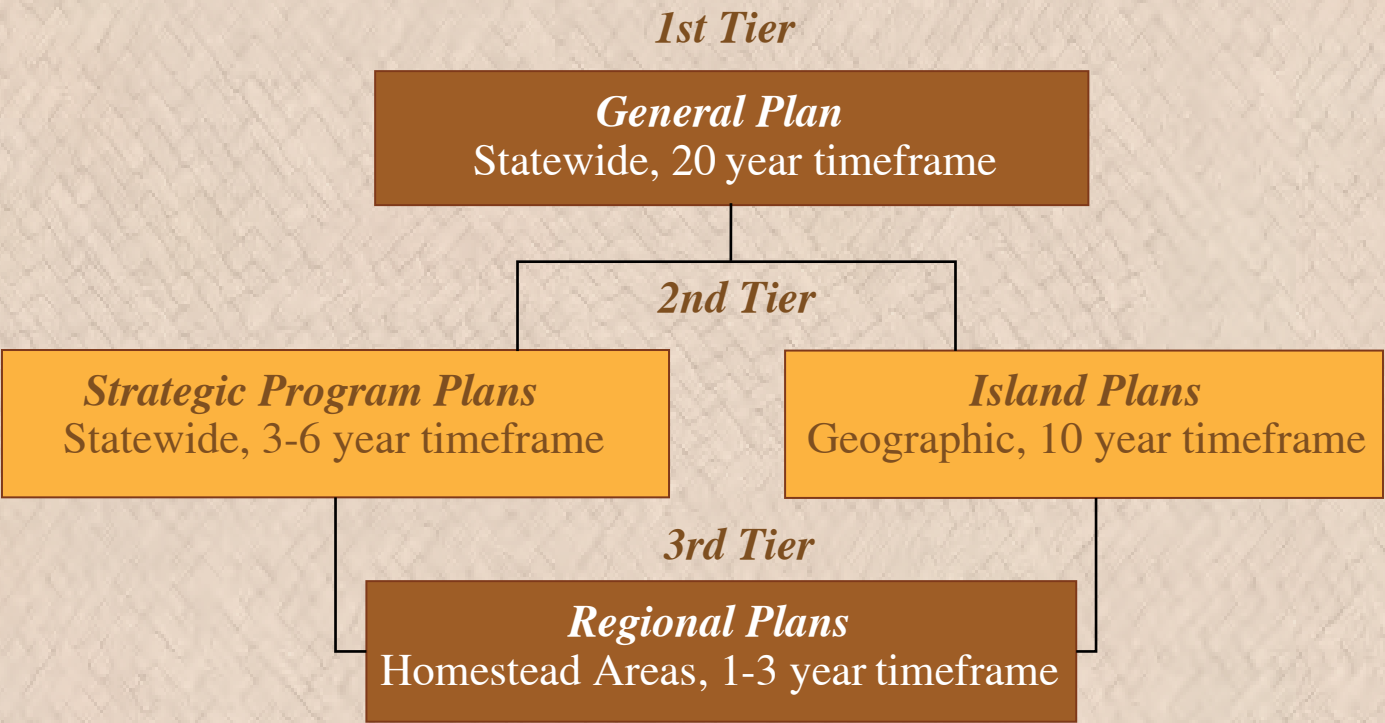 1st Tier
General Plan
Statewide, 20 year timeframe
2nd Tier
Strategic Program Plans
Statewide, 3-6 year timeframe
Island Plans
Geographic, 10 year timeframe
3rd Tier
Regional Plans
Homestead Areas, 1-3 year timeframe